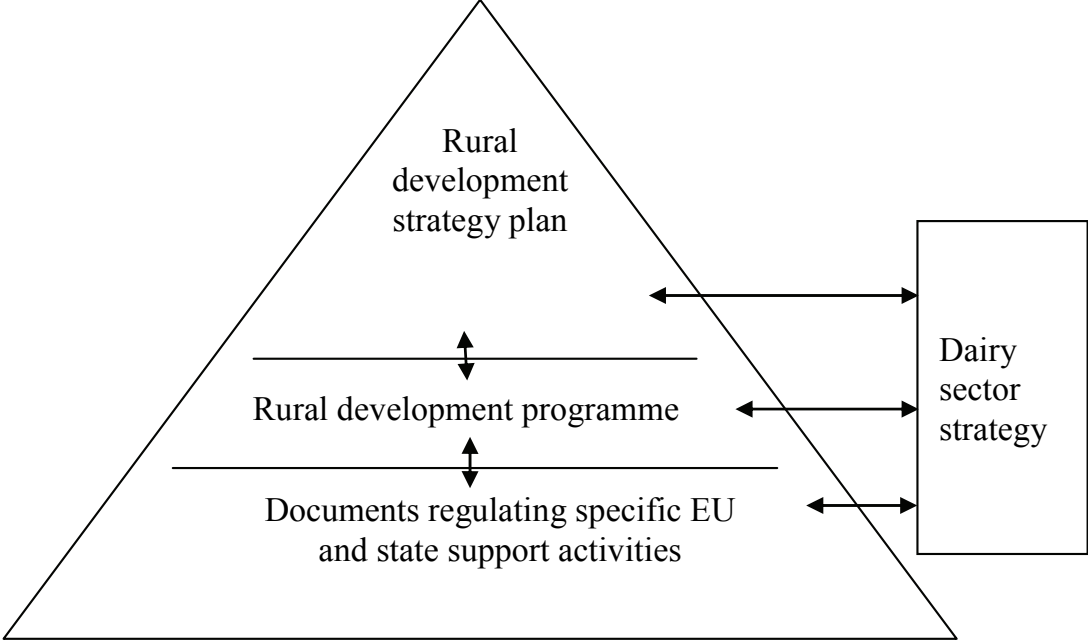 Rural
development
strategy plan
Rural development programme
Documents regulating specific EU
and state support activities
Dairy
sector
strategy